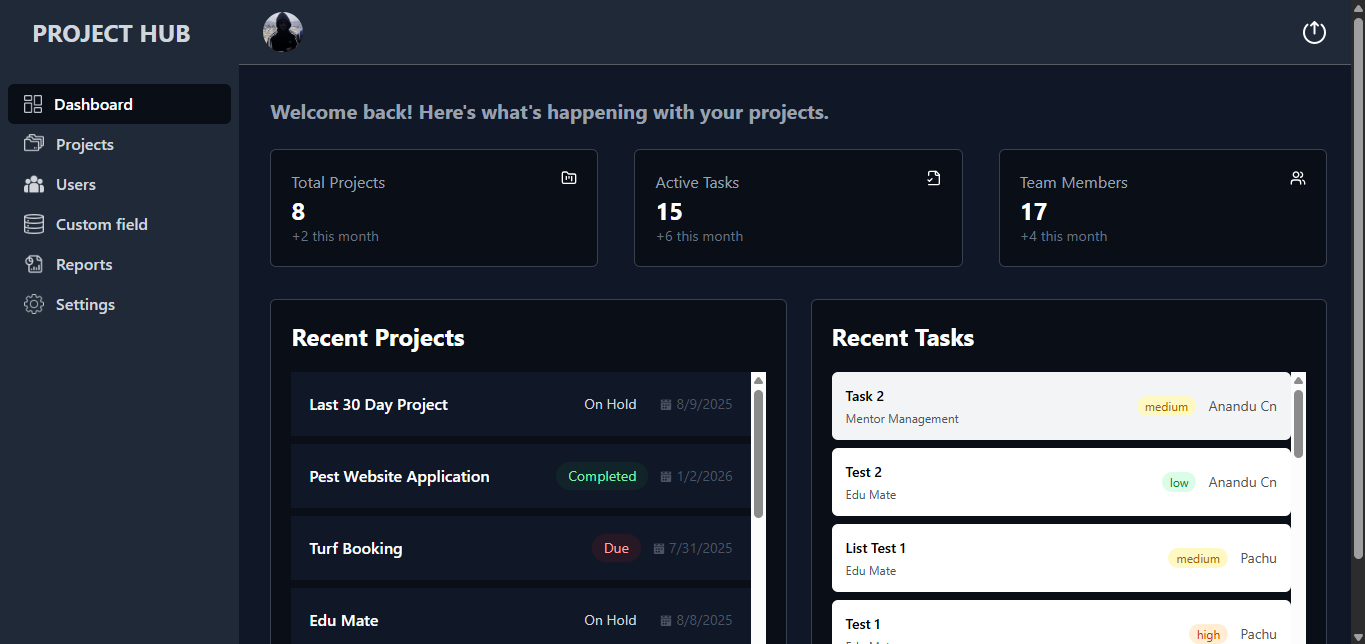 PROJECT HUB
Dashboard
Projects
Users
Custom field
Reports
Settings
Welcome back! Here's what's happening with your projects.
Total Projects
8
+2 this month
Active Tasks
15
+6 this month
Team Members
17
+4 this month
Recent Projects
Last 30 Day Project On Hold 8/9/2025
Pest Website Application Completed 1/2/2026
Turf Booking Due 7/31/2025
Edu Mate On Hold 8/8/2025
Recent Tasks
Task 2
Mentor Management
medium Anandu Cn
Test 2
Edu Mate
low Anandu Cn
List Test 1
Edu Mate
medium Pachu
Test 1
high Pachu